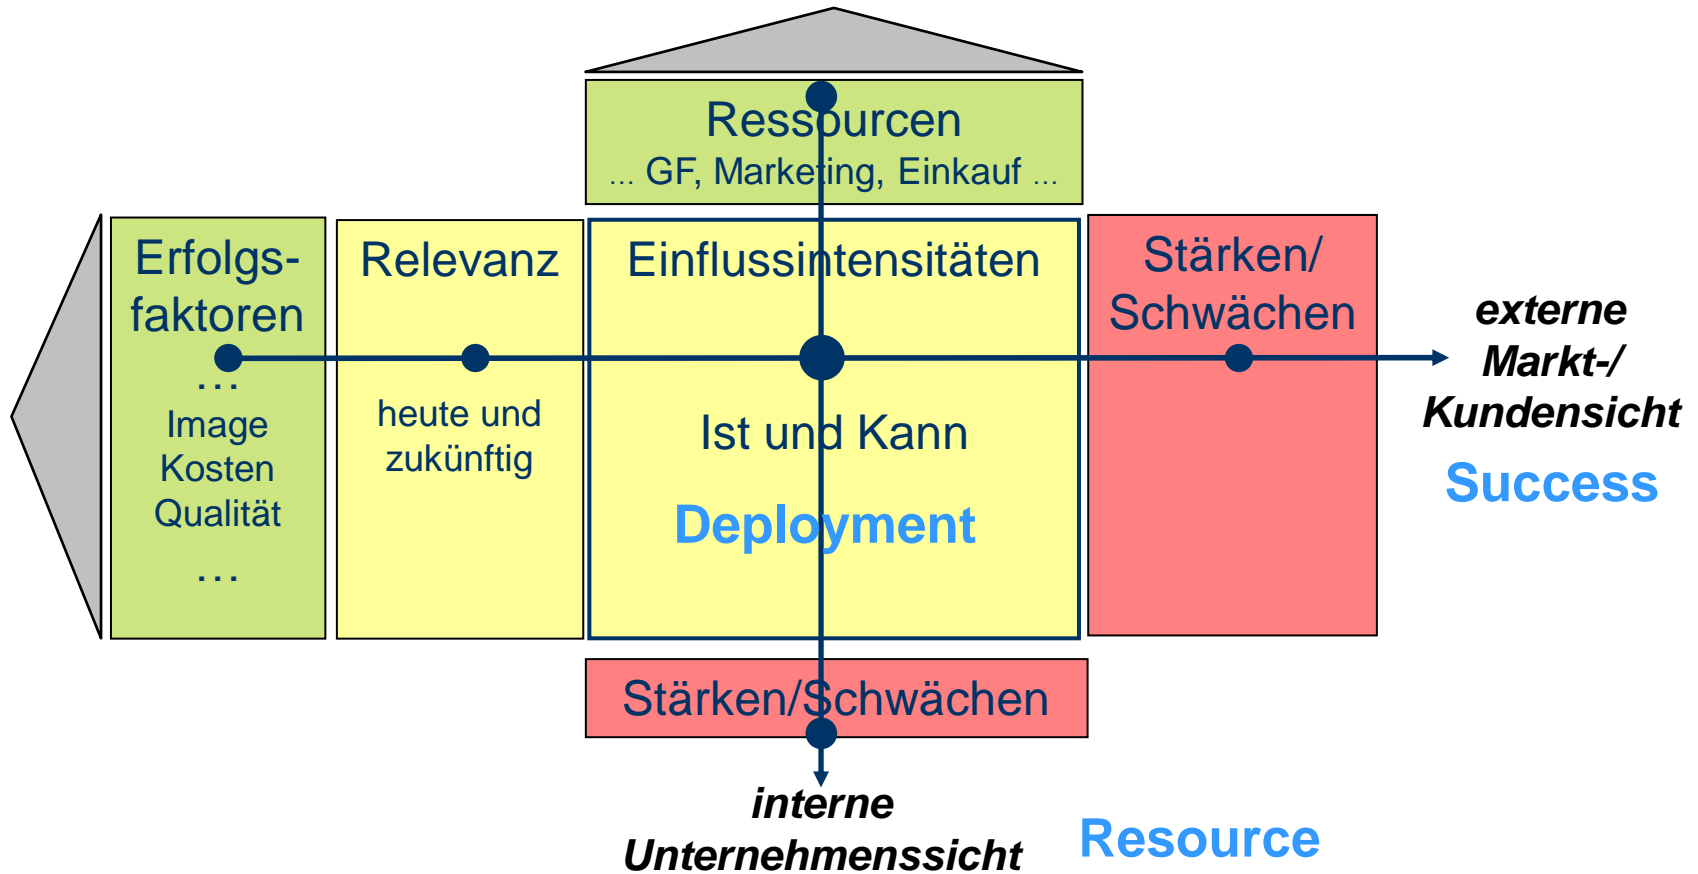 Ressourcen
... GF, Marketing, Einkauf ...
Erfolgs-
faktoren
...
Image
Kosten
Qualität
...
Relevanz
heute und
zukünftig
Einflussintensitäten
Ist und Kann
Deployment
Stärken/
Schwächen
externe
Markt-/
Kundensicht
Success
Stärken/Schwächen
interne
Unternehmenssicht
Resource